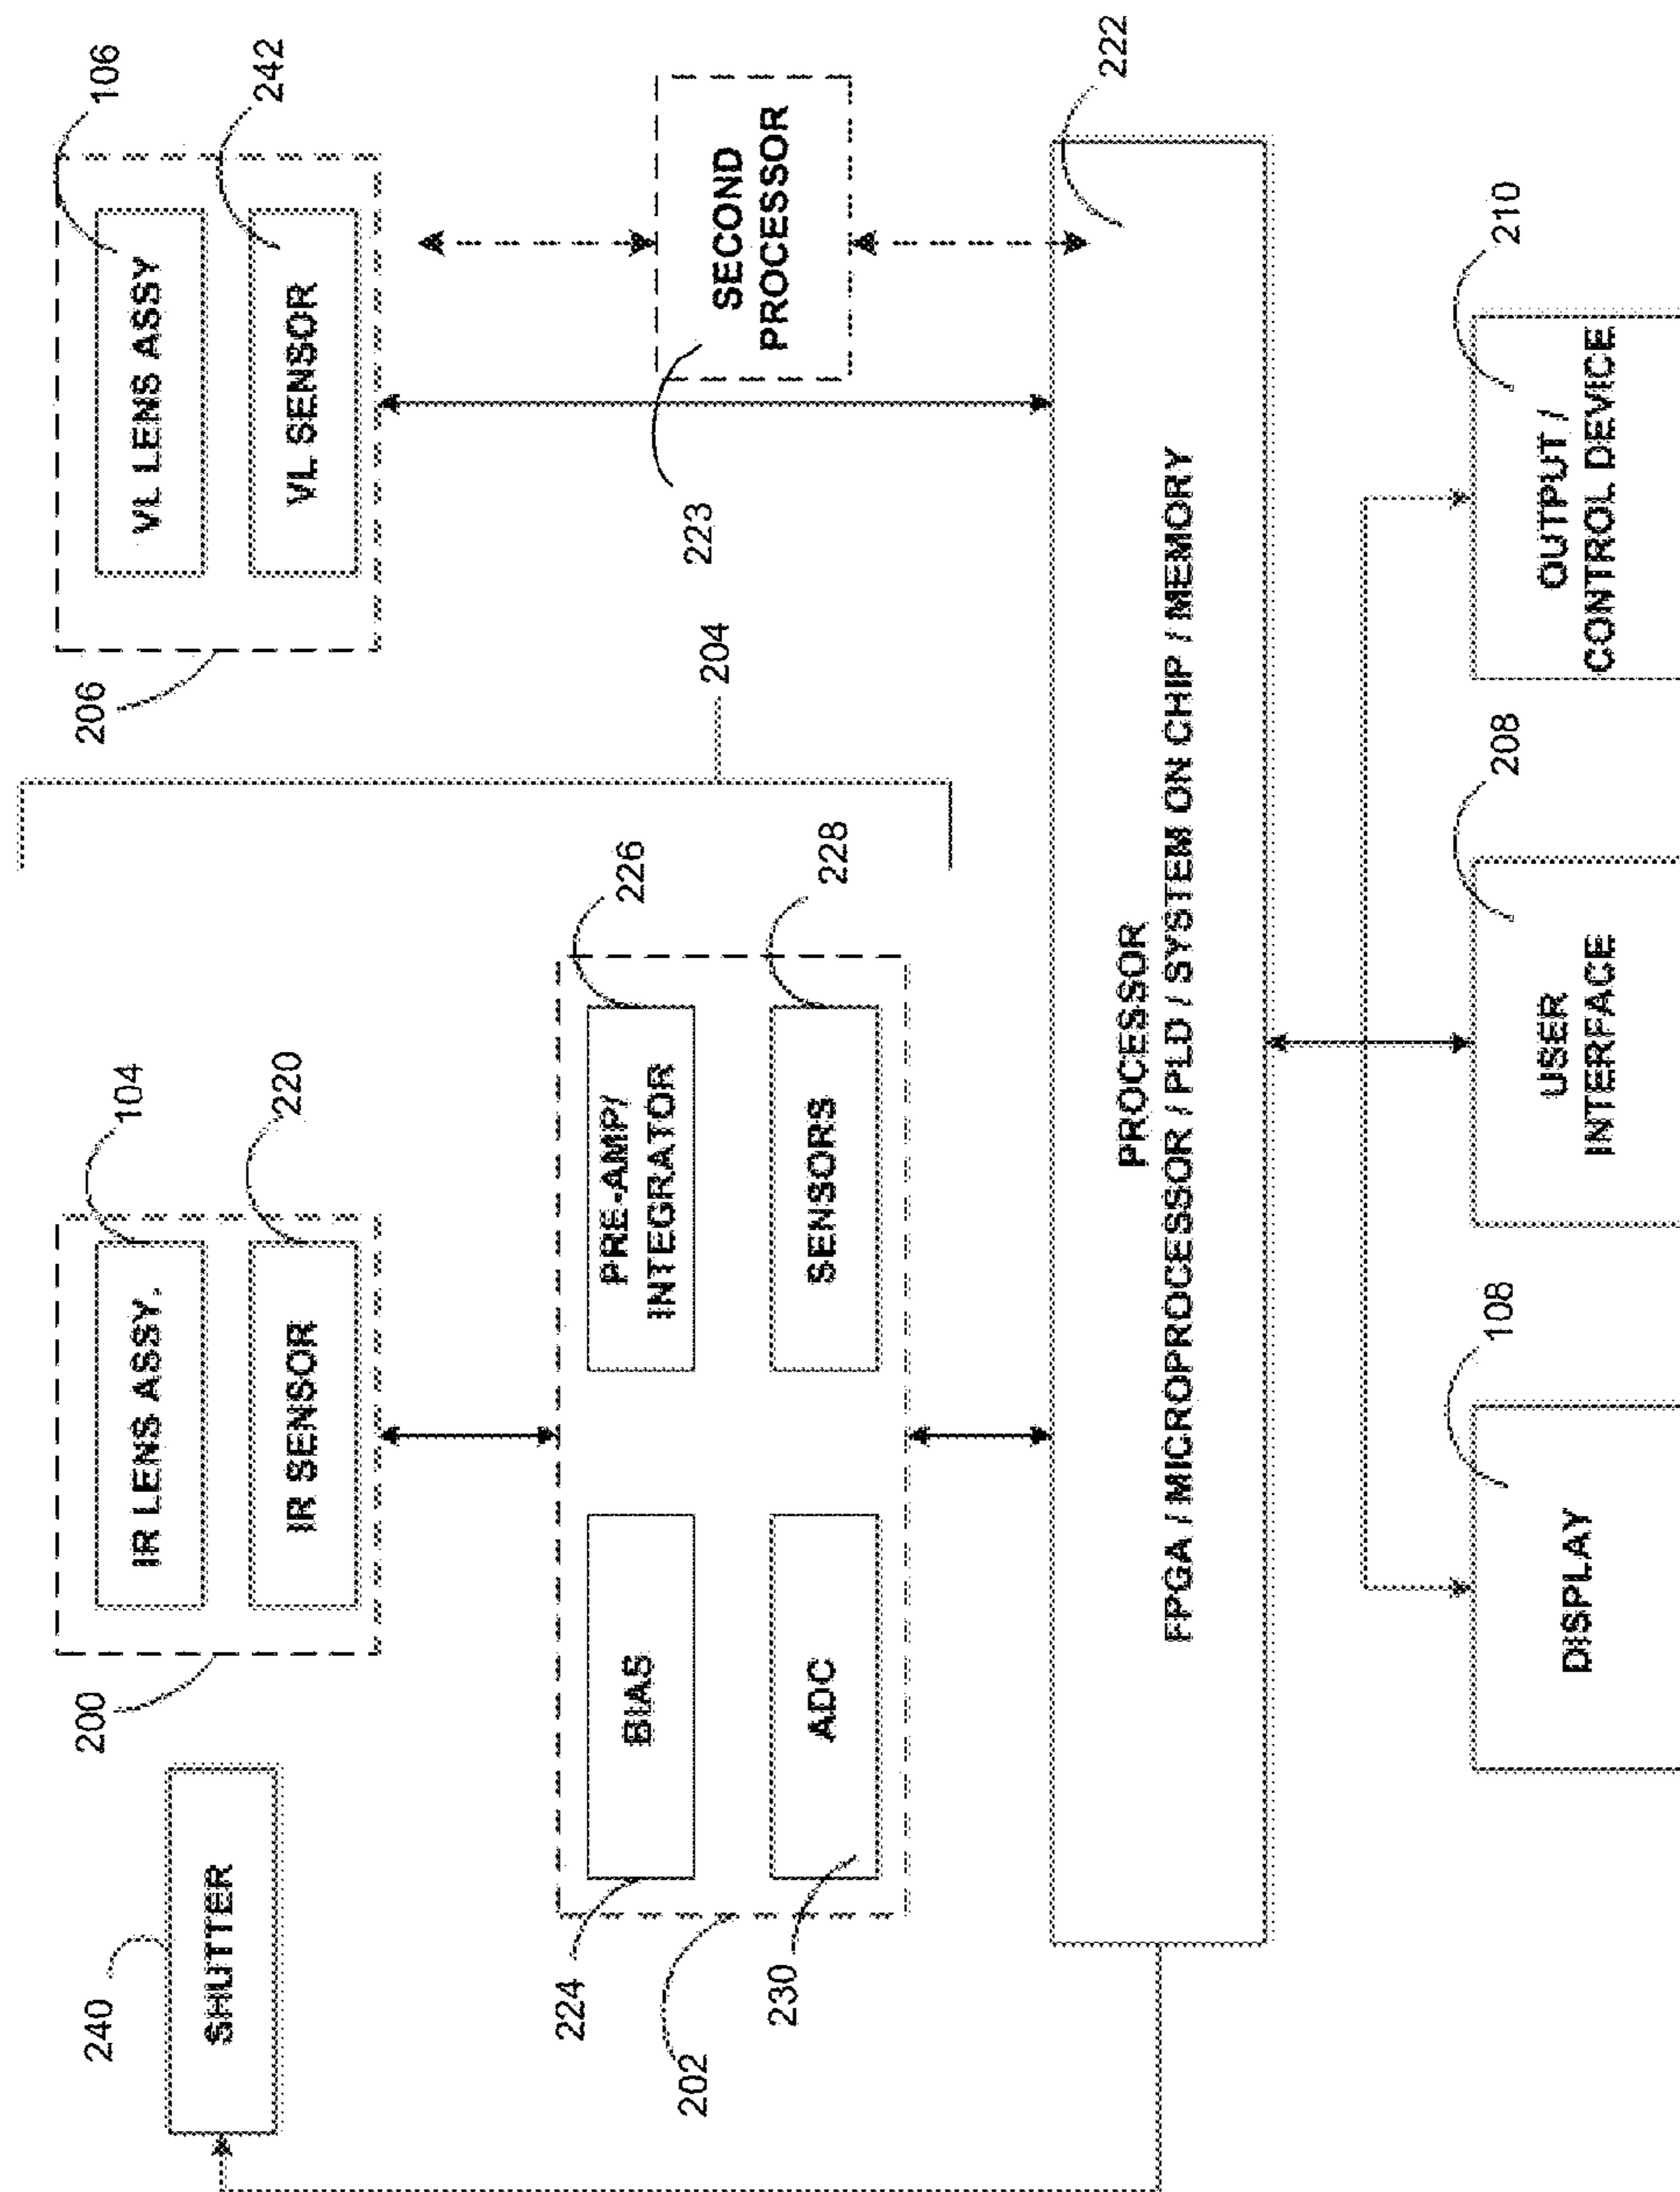 240
SHUTTER
200
IR LENS ASSY.
104
IR SENSOR
220
206
VL LENS ASSY
106
VL SENSOR
242
204
224
BIAS
PRE-AMP/
INTEGRATOR
226
202
230
ADC
SENSORS
228
223
SECOND
PROCESSOR
PROCESSOR
FPGA / MICROPROCESSOR / PLD / SYSTEM ON CHIP / MEMORY
222
DISPLAY
108
USER
INTERFACE
208
OUTPUT /
CONTROL DEVICE
210